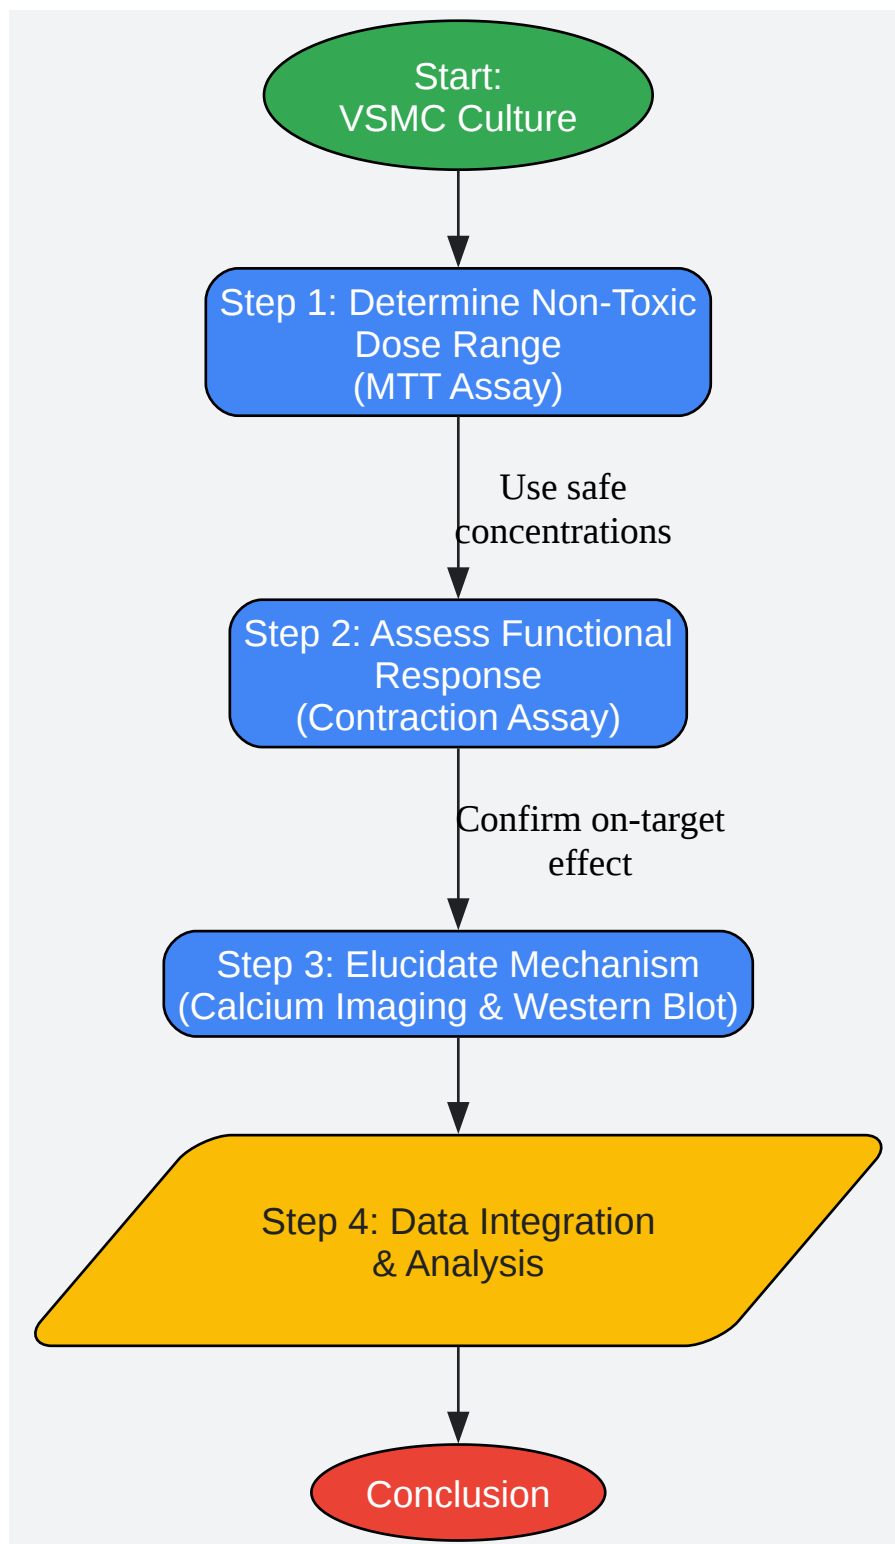 Start:
VSMC Culture
Step 1: Determine Non-Toxic
Dose Range
(MTT Assay)
Use safe
concentrations
Step 2: Assess Functional
Response
(Contraction Assay)
Confirm on-target
effect
Step 3: Elucidate Mechanism
(Calcium Imaging & Western Blot)
Step 4: Data Integration
& Analysis
Conclusion